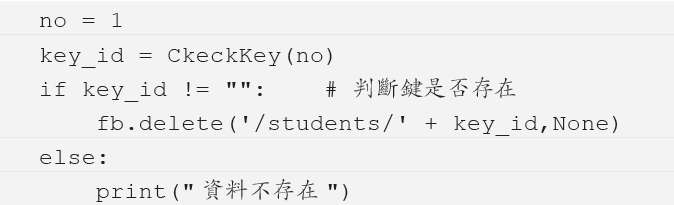 no = 1
key_id = CkeckKey(no)
if key_id != "":    # 判斷鍵是否存在
    fb.delete('/students/' + key_id,None)
else:
    print("資料不存在")